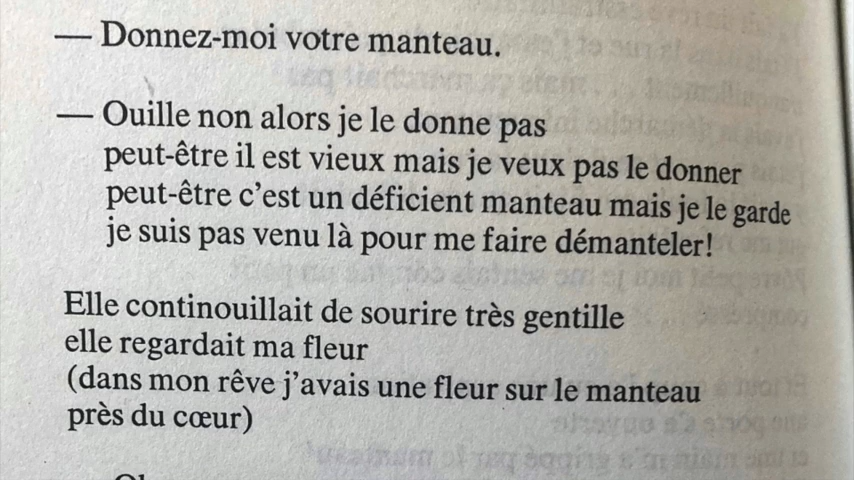 — Donnez-moi votre manteau.
— Ouille non alors je le donne pas
peut-être il est vieux mais je veux pas le donner
peut-être c’est un déficient manteau mais je le garde
je suis pas venu là pour me faire démanteler!
Elle continouillait de sourire très gentille
elle regardait ma fleur
(dans mon rêve j’avais une fleur sur le manteau
près du cœur)